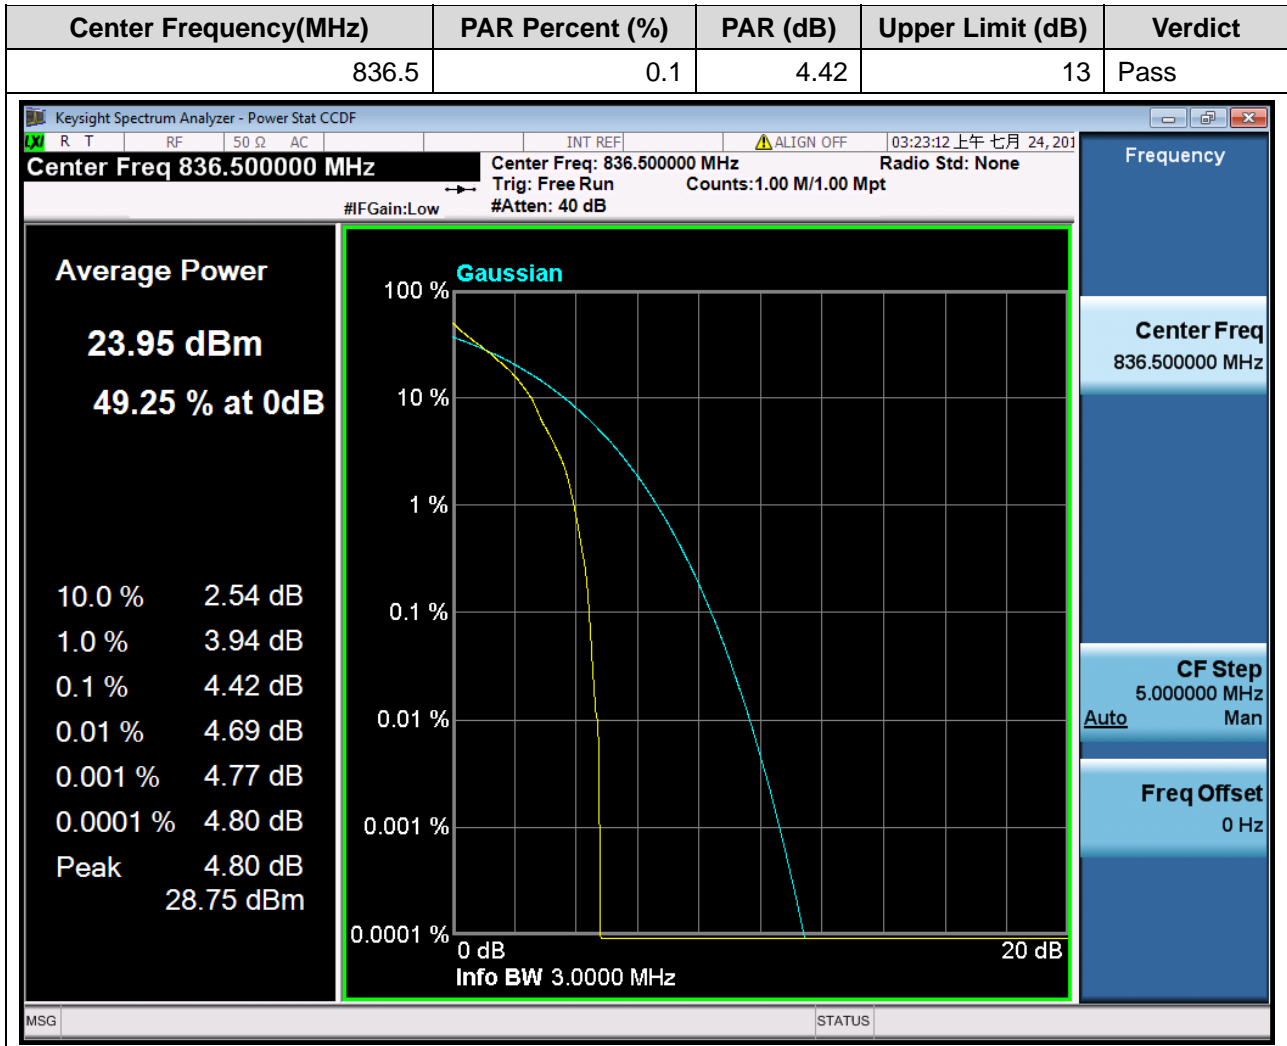 Center Frequency(MHz) PAR Percent (%) PAR (dB) Upper Limit (dB) Verdict
836.5 0.1 4.42 13 Pass
Keysight Spectrum Analyzer - Power Stat CCDF
LXI R T RF 50 Ω AC INT REF ALIGN OFF 03:23:12 上午 七月 24, 201
Center Freq 836.500000 MHz
Center Freq: 836.500000 MHz Radio Std: None
Trig: Free Run Counts:1.00 M/1.00 Mpt
#IFGain:Low #Atten: 40 dB
Average Power
23.95 dBm
49.25 % at 0dB
10.0 % 2.54 dB
1.0 % 3.94 dB
0.1 % 4.42 dB
0.01 % 4.69 dB
0.001 % 4.77 dB
0.0001 % 4.80 dB
Peak 4.80 dB
28.75 dBm
Gaussian
100 %
10 %
1 %
0.1 %
0.01 %
0.001 %
0.0001 %
0 dB 20 dB
Info BW 3.0000 MHz
Frequency
Center Freq
836.500000 MHz
CF Step
5.000000 MHz
Auto Man
Freq Offset
0 Hz
MSG STATUS